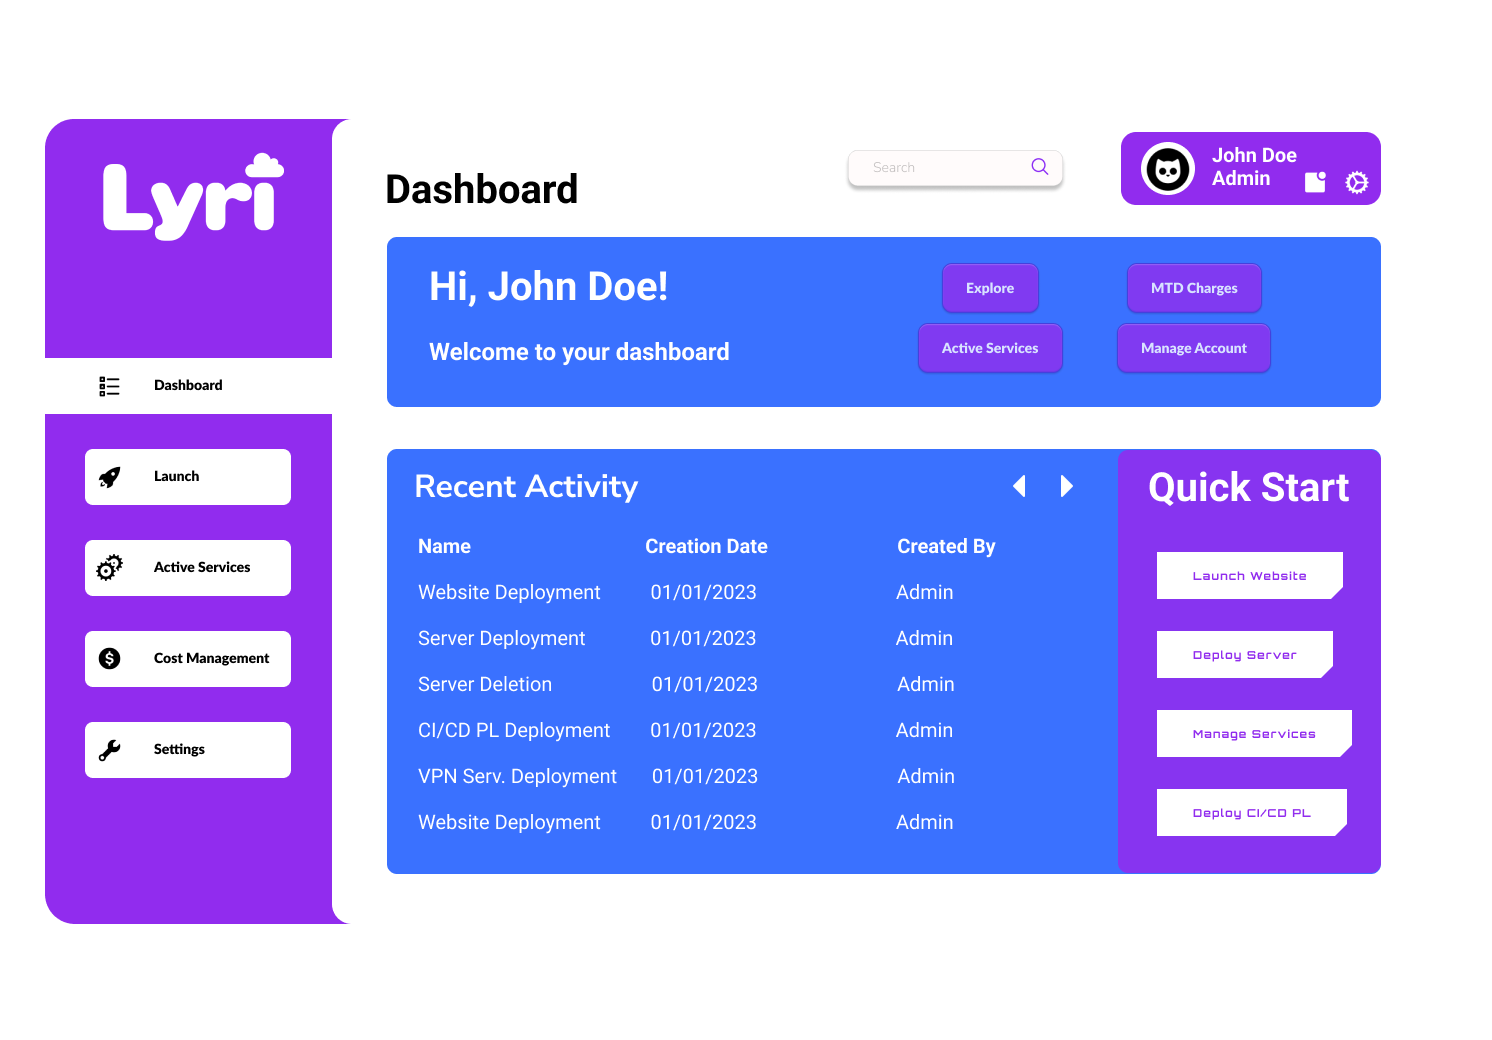 Lyri
Dashboard
Launch
Active Services
Cost Management
Settings
Dashboard
Search
John Doe
Admin
Hi, John Doe!
Welcome to your dashboard
Explore
MTD Charges
Active Services
Manage Account
Recent Activity
Name Creation Date Created By
Website Deployment 01/01/2023 Admin
Server Deployment 01/01/2023 Admin
Server Deletion 01/01/2023 Admin
CI/CD PL Deployment 01/01/2023 Admin
VPN Serv. Deployment 01/01/2023 Admin
Website Deployment 01/01/2023 Admin
Quick Start
Launch Website
Deploy Server
Manage Services
Deploy CI/CD PL